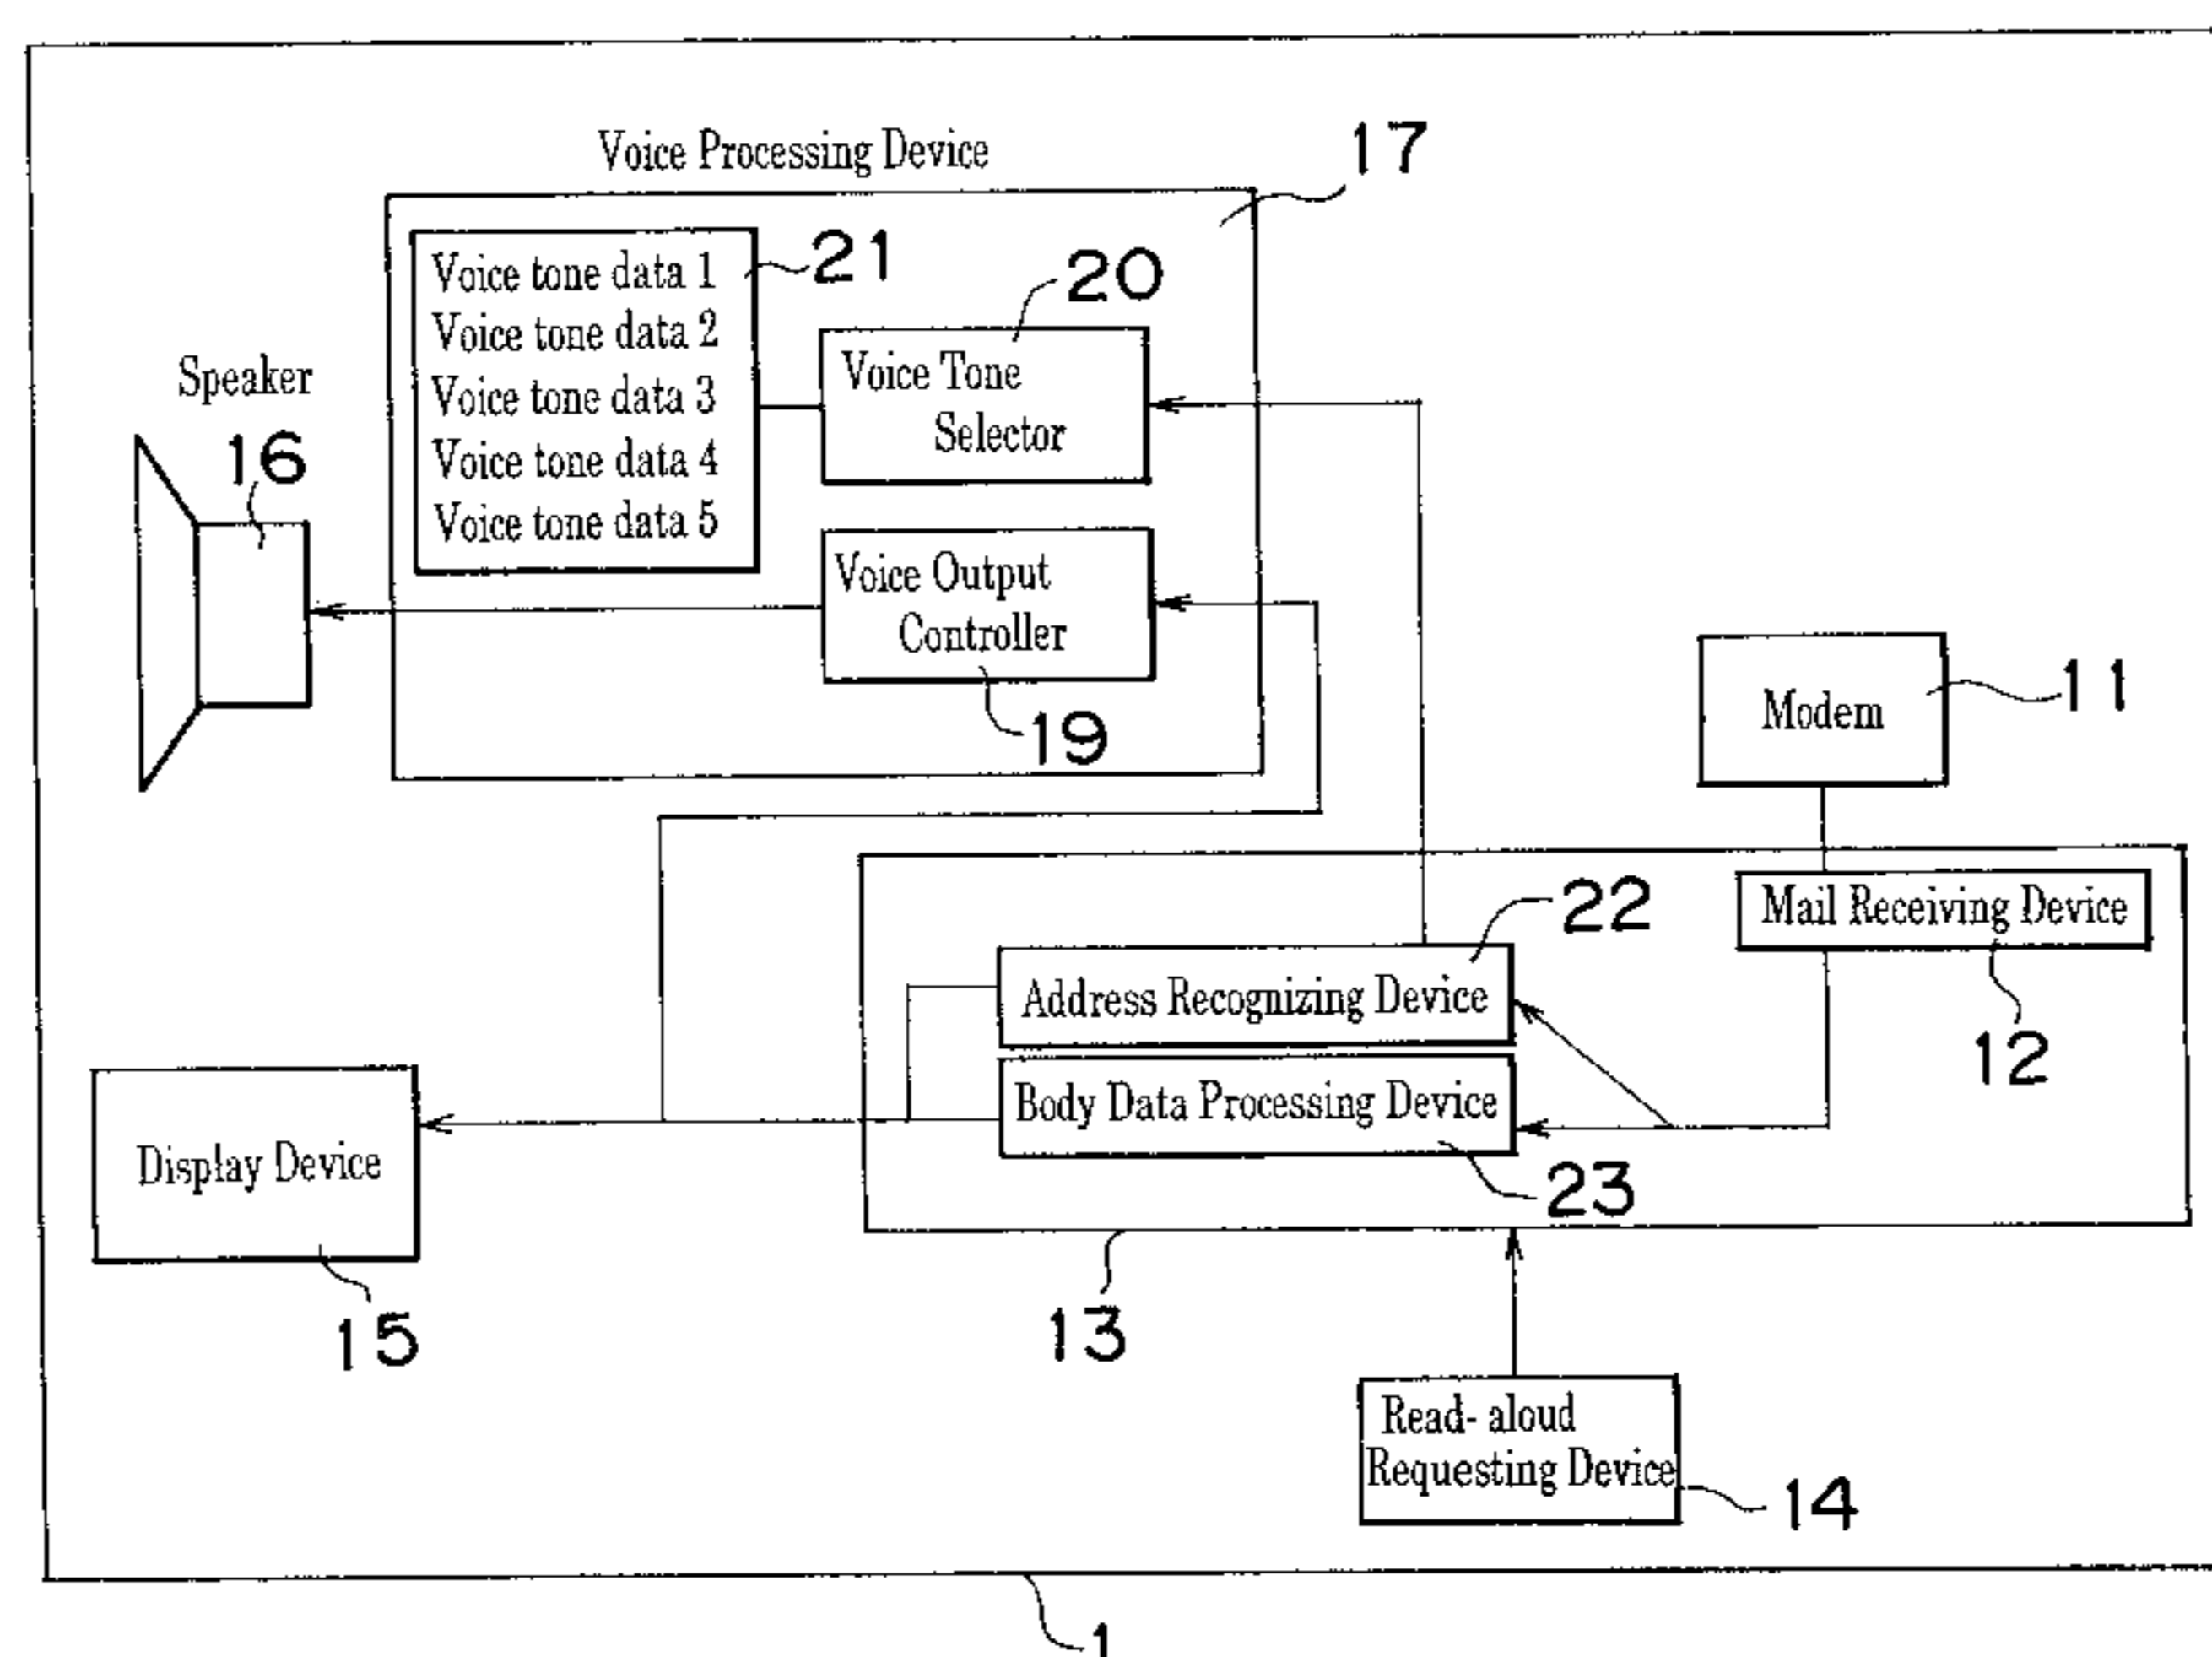 Voice Processing Device
17
Voice tone data 1
Voice tone data 2
Voice tone data 3
Voice tone data 4
Voice tone data 5
21
20
Voice Tone
Selector
Speaker
16
Voice Output
Controller
19
Modem
11
Mail Receiving Device
12
22
Address Recognizing Device
Body Data Processing Device
23
Display Device
15
13
Read- aloud
Requesting Device
14
1